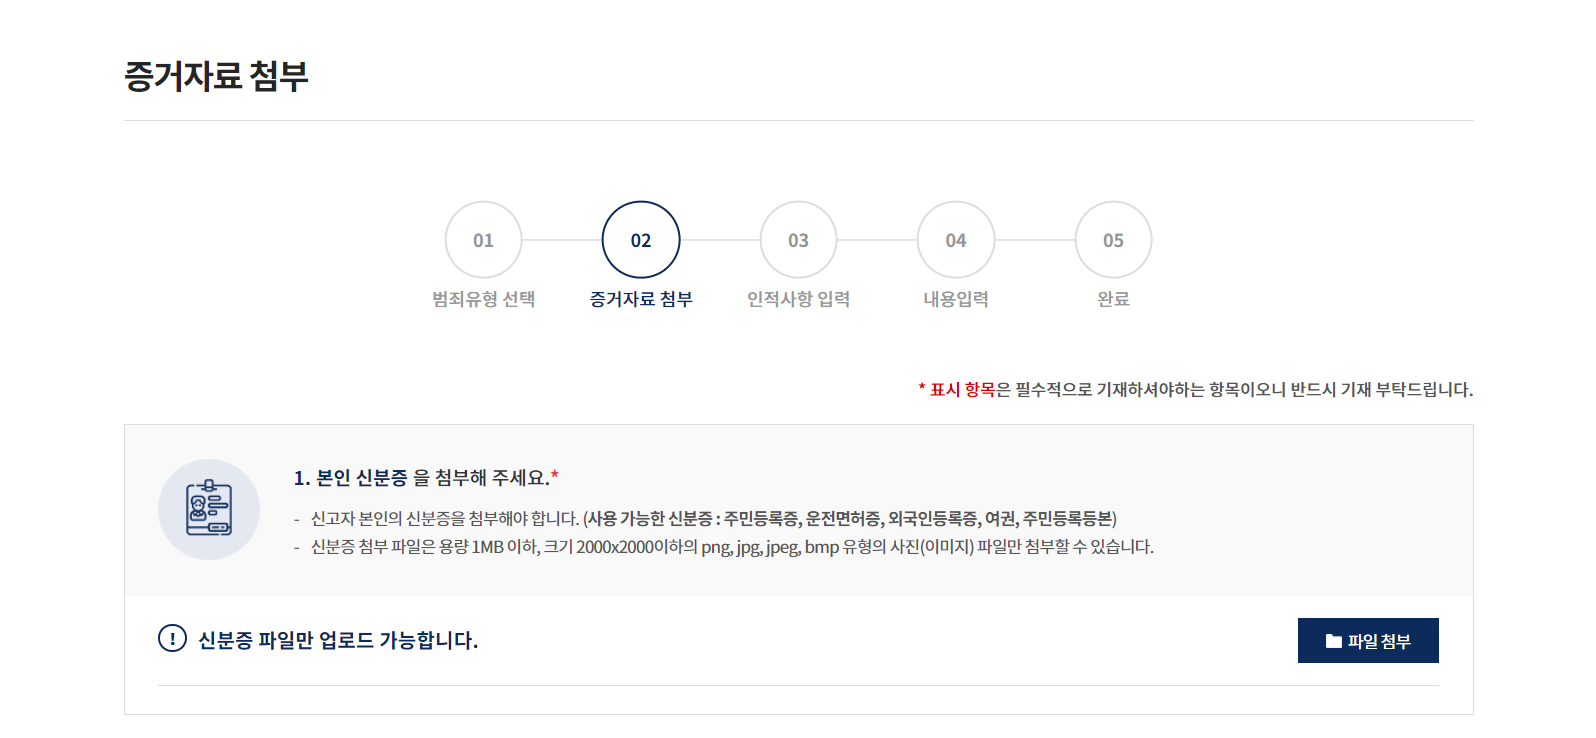 증거자료 첨부
01
02
03
04
05
범죄유형 선택
증거자료 첨부
인적사항 입력
내용입력
완료
* 표시 항목은 필수적으로 기재하셔야하는 항목이오니 반드시 기재 부탁드립니다.
1. 본인 신분증 을 첨부해 주세요.*
- 신고자 본인의 신분증을 첨부해야 합니다. (사용 가능한 신분증 : 주민등록증, 운전면허증, 외국인등록증, 여권, 주민등록등본)
- 신분증 첨부 파일은 용량 1MB 이하, 크기 2000x2000이하의 png, jpg, jpeg, bmp 유형의 사진(이미지) 파일만 첨부할 수 있습니다.
! 신분증 파일만 업로드 가능합니다.
파일 첨부